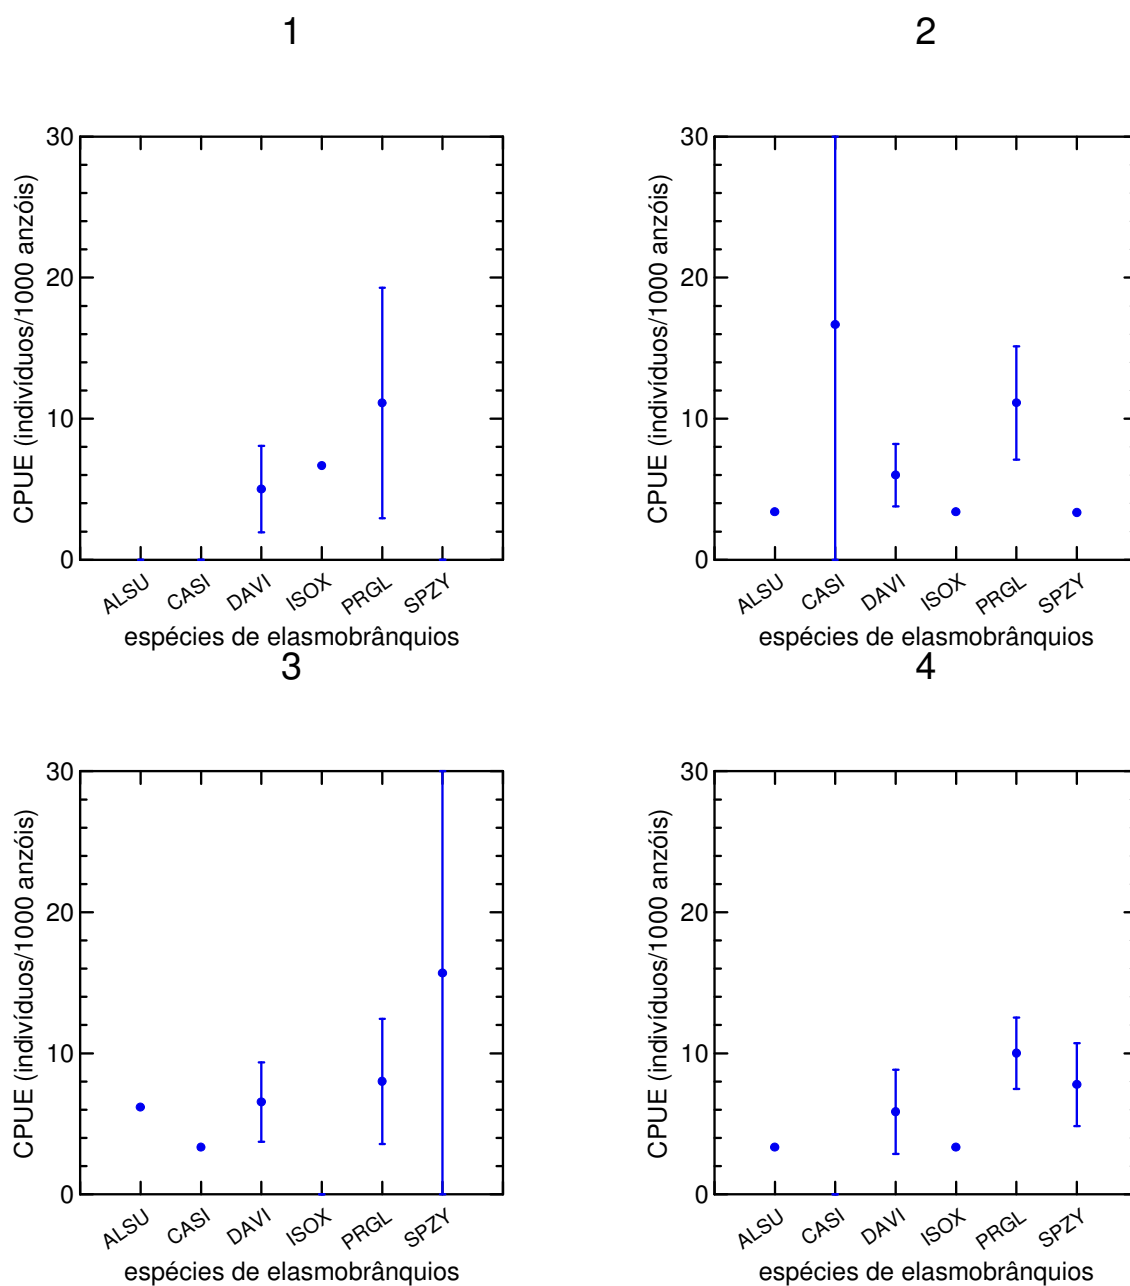 1
30
20
10
0
CPUE (indivíduos/1000 anzóis)
ALSU
CASI
DAVI
ISOX
PRGL
SPZY
espécies de elasmobrânquios
2
30
20
10
0
CPUE (indivíduos/1000 anzóis)
ALSU
CASI
DAVI
ISOX
PRGL
SPZY
espécies de elasmobrânquios
3
30
20
10
0
CPUE (indivíduos/1000 anzóis)
ALSU
CASI
DAVI
ISOX
PRGL
SPZY
espécies de elasmobrânquios
4
30
20
10
0
CPUE (indivíduos/1000 anzóis)
ALSU
CASI
DAVI
ISOX
PRGL
SPZY
espécies de elasmobrânquios